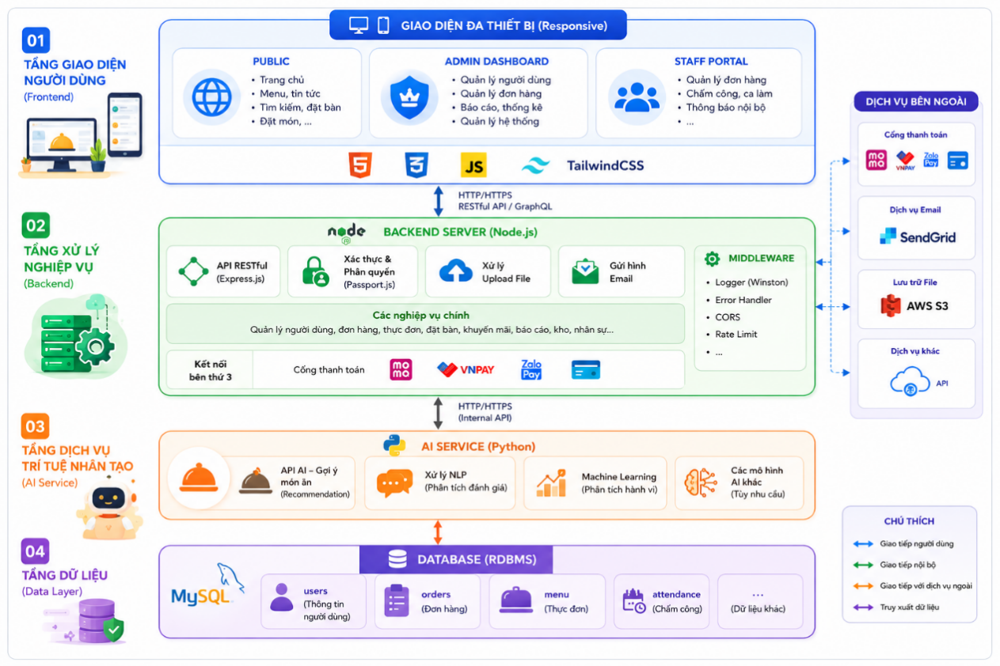 GIAO DIỆN ĐA THIẾT BỊ (Responsive)
01
TẦNG GIAO DIỆN
NGƯỜI DÙNG
(Frontend)
PUBLIC
• Trang chủ
• Menu, tin tức
• Tìm kiếm, đặt bàn
• Đặt món, ...
ADMIN DASHBOARD
• Quản lý người dùng
• Quản lý đơn hàng
• Báo cáo, thống kê
• Quản lý hệ thống
STAFF PORTAL
• Quản lý đơn hàng
• Chấm công, ca làm
• Thông báo nội bộ
• ...
5
3
JS
TailwindCSS
HTTP/HTTPS
RESTful API / GraphQL
02
TẦNG XỬ LÝ
NGHIỆP VỤ
(Backend)
node
JS
BACKEND SERVER (Node.js)
API RESTful
(Express.js)
Xác thực &
Phân quyền
(Passport.js)
Xử lý
Upload File
Gửi hình
Email
MIDDLEWARE
• Logger (Winston)
• Error Handler
• CORS
• Rate Limit
• ...
Các nghiệp vụ chính
Quản lý người dùng, đơn hàng, thực đơn, đặt bàn, khuyến mãi, báo cáo, kho, nhân sự...
Kết nối
bên thứ 3
Cổng thanh toán
mo
mo
VNPAY
Zalo
Pay
HTTP/HTTPS
(Internal API)
03
TẦNG DỊCH VỤ
TRÍ TUỆ NHÂN TẠO
(AI Service)
AI SERVICE (Python)
API AI – Gợi ý
món ăn
(Recommendation)
Xử lý NLP
(Phân tích đánh giá)
Machine Learning
(Phân tích hành vi)
Các mô hình
AI khác
(Tùy nhu cầu)
04
TẦNG DỮ LIỆU
(Data Layer)
DATABASE (RDBMS)
MySQL
users
(Thông tin
người dùng)
orders
(Đơn hàng)
menu
(Thực đơn)
attendance
(Chấm công)
...
(Dữ liệu khác)
DỊCH VỤ BÊN NGOÀI
Cổng thanh toán
mo
mo
VNPAY
Zalo
Pay
Dịch vụ Email
SendGrid
Lưu trữ File
AWS S3
Dịch vụ khác
API
CHÚ THÍCH
Giao tiếp người dùng
Giao tiếp nội bộ
Giao tiếp với dịch vụ ngoài
Truy xuất dữ liệu